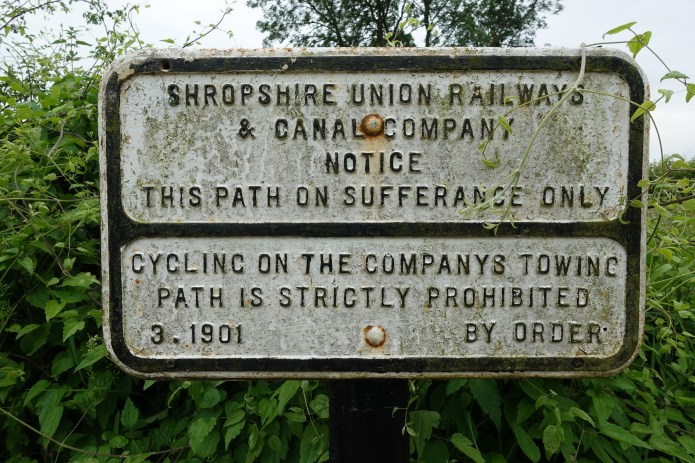 SHROPSHIRE UNION RAILWAYS
& CANAL COMPANY
NOTICE
THIS PATH ON SUFFERANCE ONLY
CYCLING ON THE COMPANYS TOWING
PATH IS STRICTLY PROHIBITED
3. 1901 BY ORDER